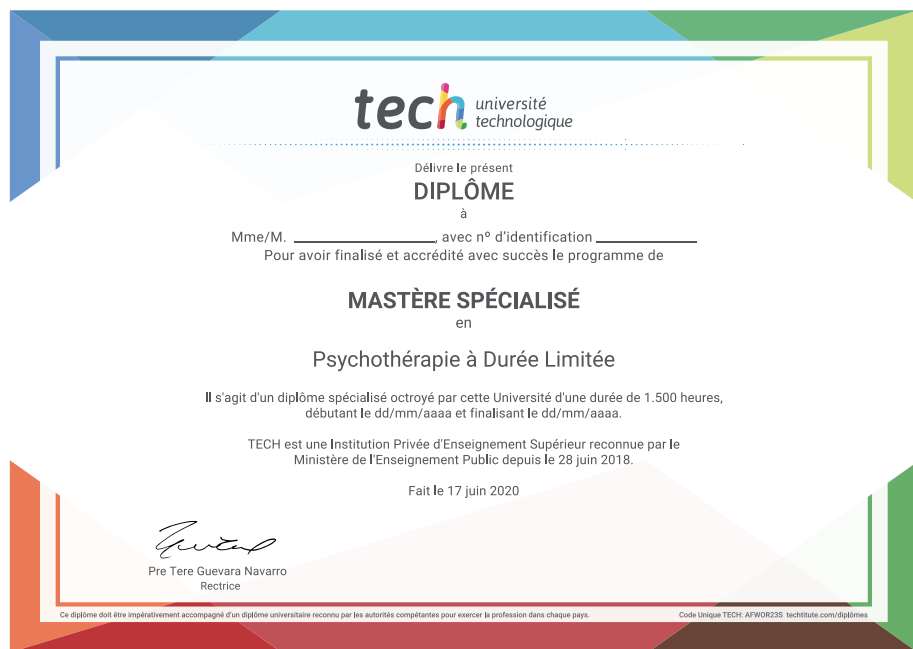 tech université
technologique
Délivre le présent
DIPLÔME
à
Mme/M. ____________, avec nº d'identification ____________
Pour avoir finalisé et accrédité avec succès le programme de
MASTÈRE SPÉCIALISÉ
en
Psychothérapie à Durée Limitée
Il s'agit d'un diplôme spécialisé octroyé par cette Université d'une durée de 1.500 heures,
débutant le dd/mm/aaaa et finalisant le dd/mm/aaaa.
TECH est une Institution Privée d'Enseignement Supérieur reconnue par le
Ministère de l'Enseignement Public depuis le 28 juin 2018.
Fait le 17 juin 2020
Pre Tere Guevara Navarro
Rectrice
Ce diplôme doit être impérativement accompagné d'un diplôme universitaire reconnu par les autorités compétantes pour exercer la profession dans chaque pays.
Code Unique TECH: AFWOR23S techtitute.com/diplômes